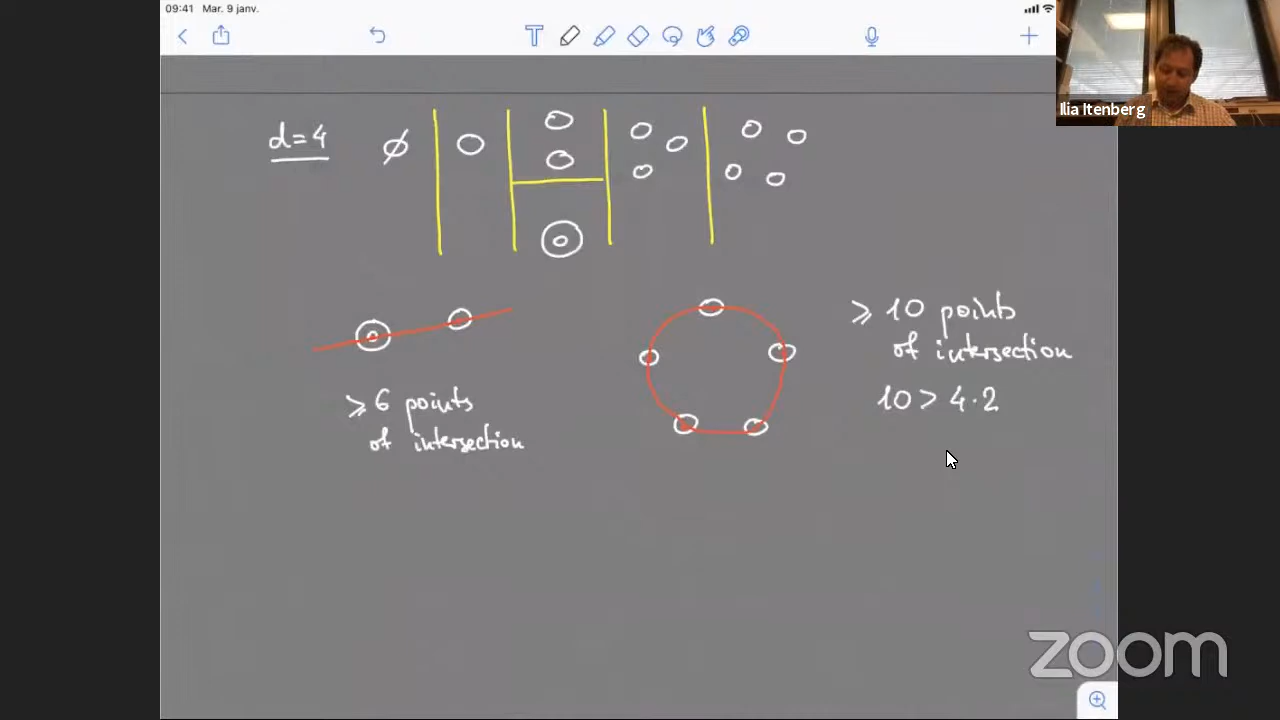 09:41 Mar. 9 janv.
Ilia Itenberg
d=4 ∅
⩾ 6 points
of intersection
⩾ 10 points
of intersection
10 > 4·2
zoom